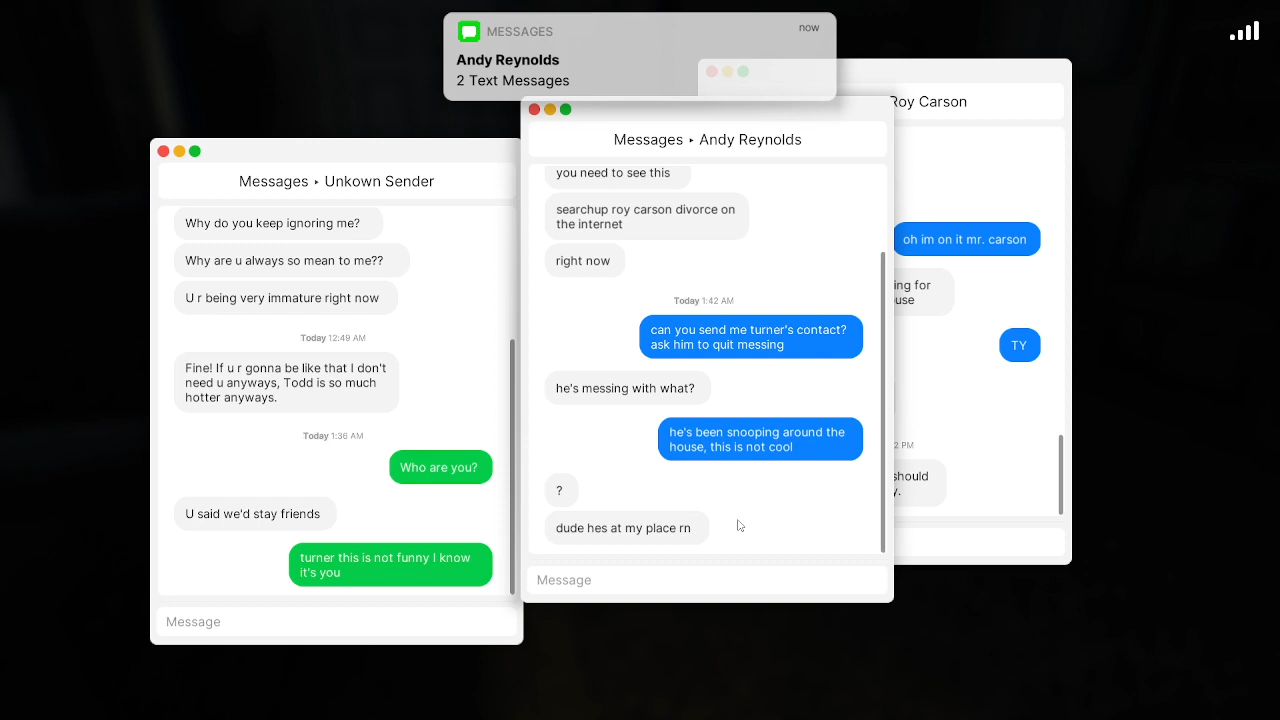 MESSAGES
now
Andy Reynolds
2 Text Messages
Messages ▸ Unkown Sender
Why do you keep ignoring me?
Why are u always so mean to me??
U r being very immature right now
Today 12:49 AM
Fine! If u r gonna be like that I don't
need u anyways, Todd is so much
hotter anyways.
Today 1:36 AM
Who are you?
U said we'd stay friends
turner this is not funny I know
it's you
Message
Messages ▸ Andy Reynolds
you need to see this
searchup roy carson divorce on
the internet
right now
Today 1:42 AM
can you send me turner's contact?
ask him to quit messing
he's messing with what?
he's been snooping around the
house, this is not cool
?
dude hes at my place rn
Message
Roy Carson
oh im on it mr. carson
ing for
use
TY
2 PM
should
y.